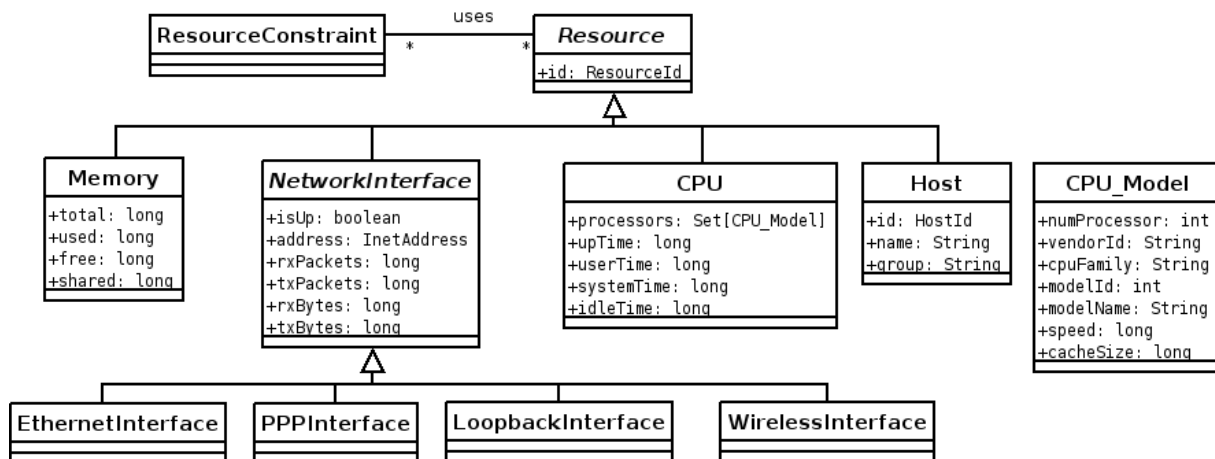 uses
ResourceConstraint
*
*
Resource
+id: ResourceId
Memory
+total: long
+used: long
+free: long
+shared: long
NetworkInterface
+isUp: boolean
+address: InetAddress
+rxPackets: long
+txPackets: long
+rxBytes: long
+txBytes: long
CPU
+processors: Set[CPU_Model]
+upTime: long
+userTime: long
+systemTime: long
+idleTime: long
Host
+id: HostId
+name: String
+group: String
CPU_Model
+numProcessor: int
+vendorId: String
+cpuFamily: String
+modelId: int
+modelName: String
+speed: long
+cacheSize: long
EthernetInterface
PPPInterface
LoopbackInterface
WirelessInterface